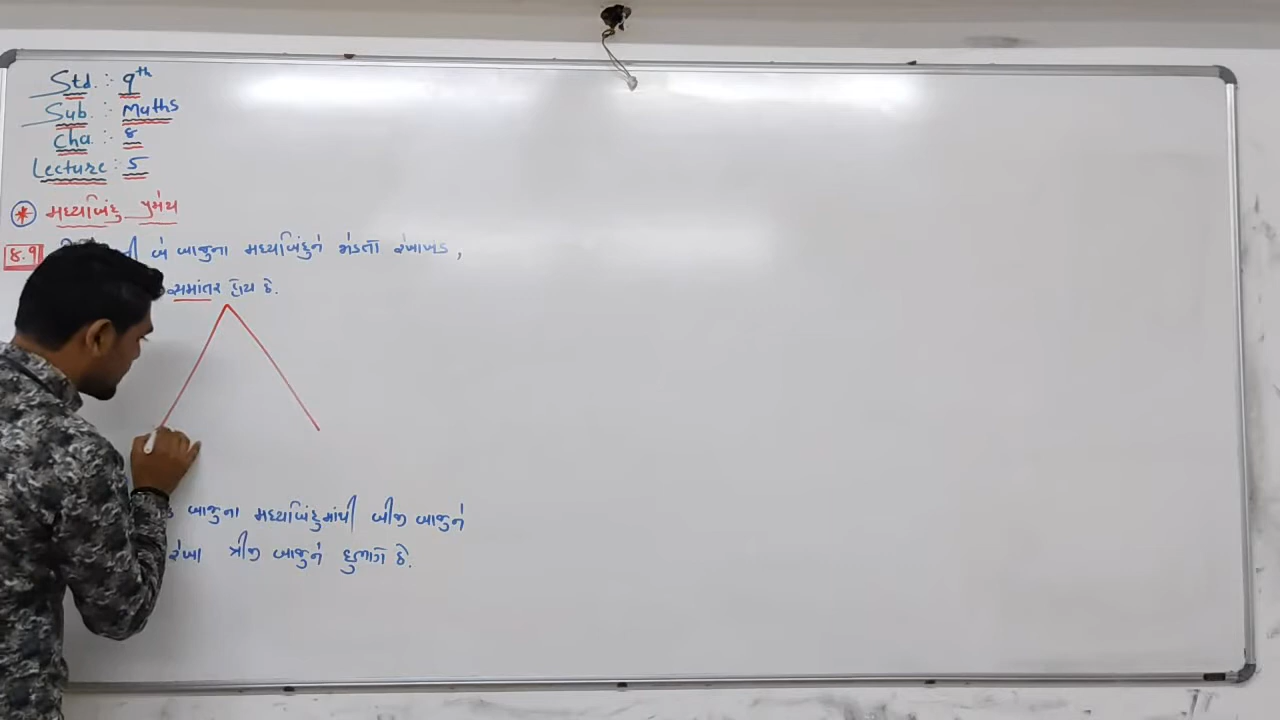 Std. : 9th
Sub. : Maths
Cha. : 8
Lecture : 5
* મધ્યબિંદુ પ્રમેય
8.9 બે બાજુના મધ્યબિંદુને જોડતો રેખાખંડ,
સમાંતર હોય છે.
બાજુના મધ્યબિંદુમાંથી બીજી બાજુને
રેખા ત્રીજી બાજુને દુભાગે છે.